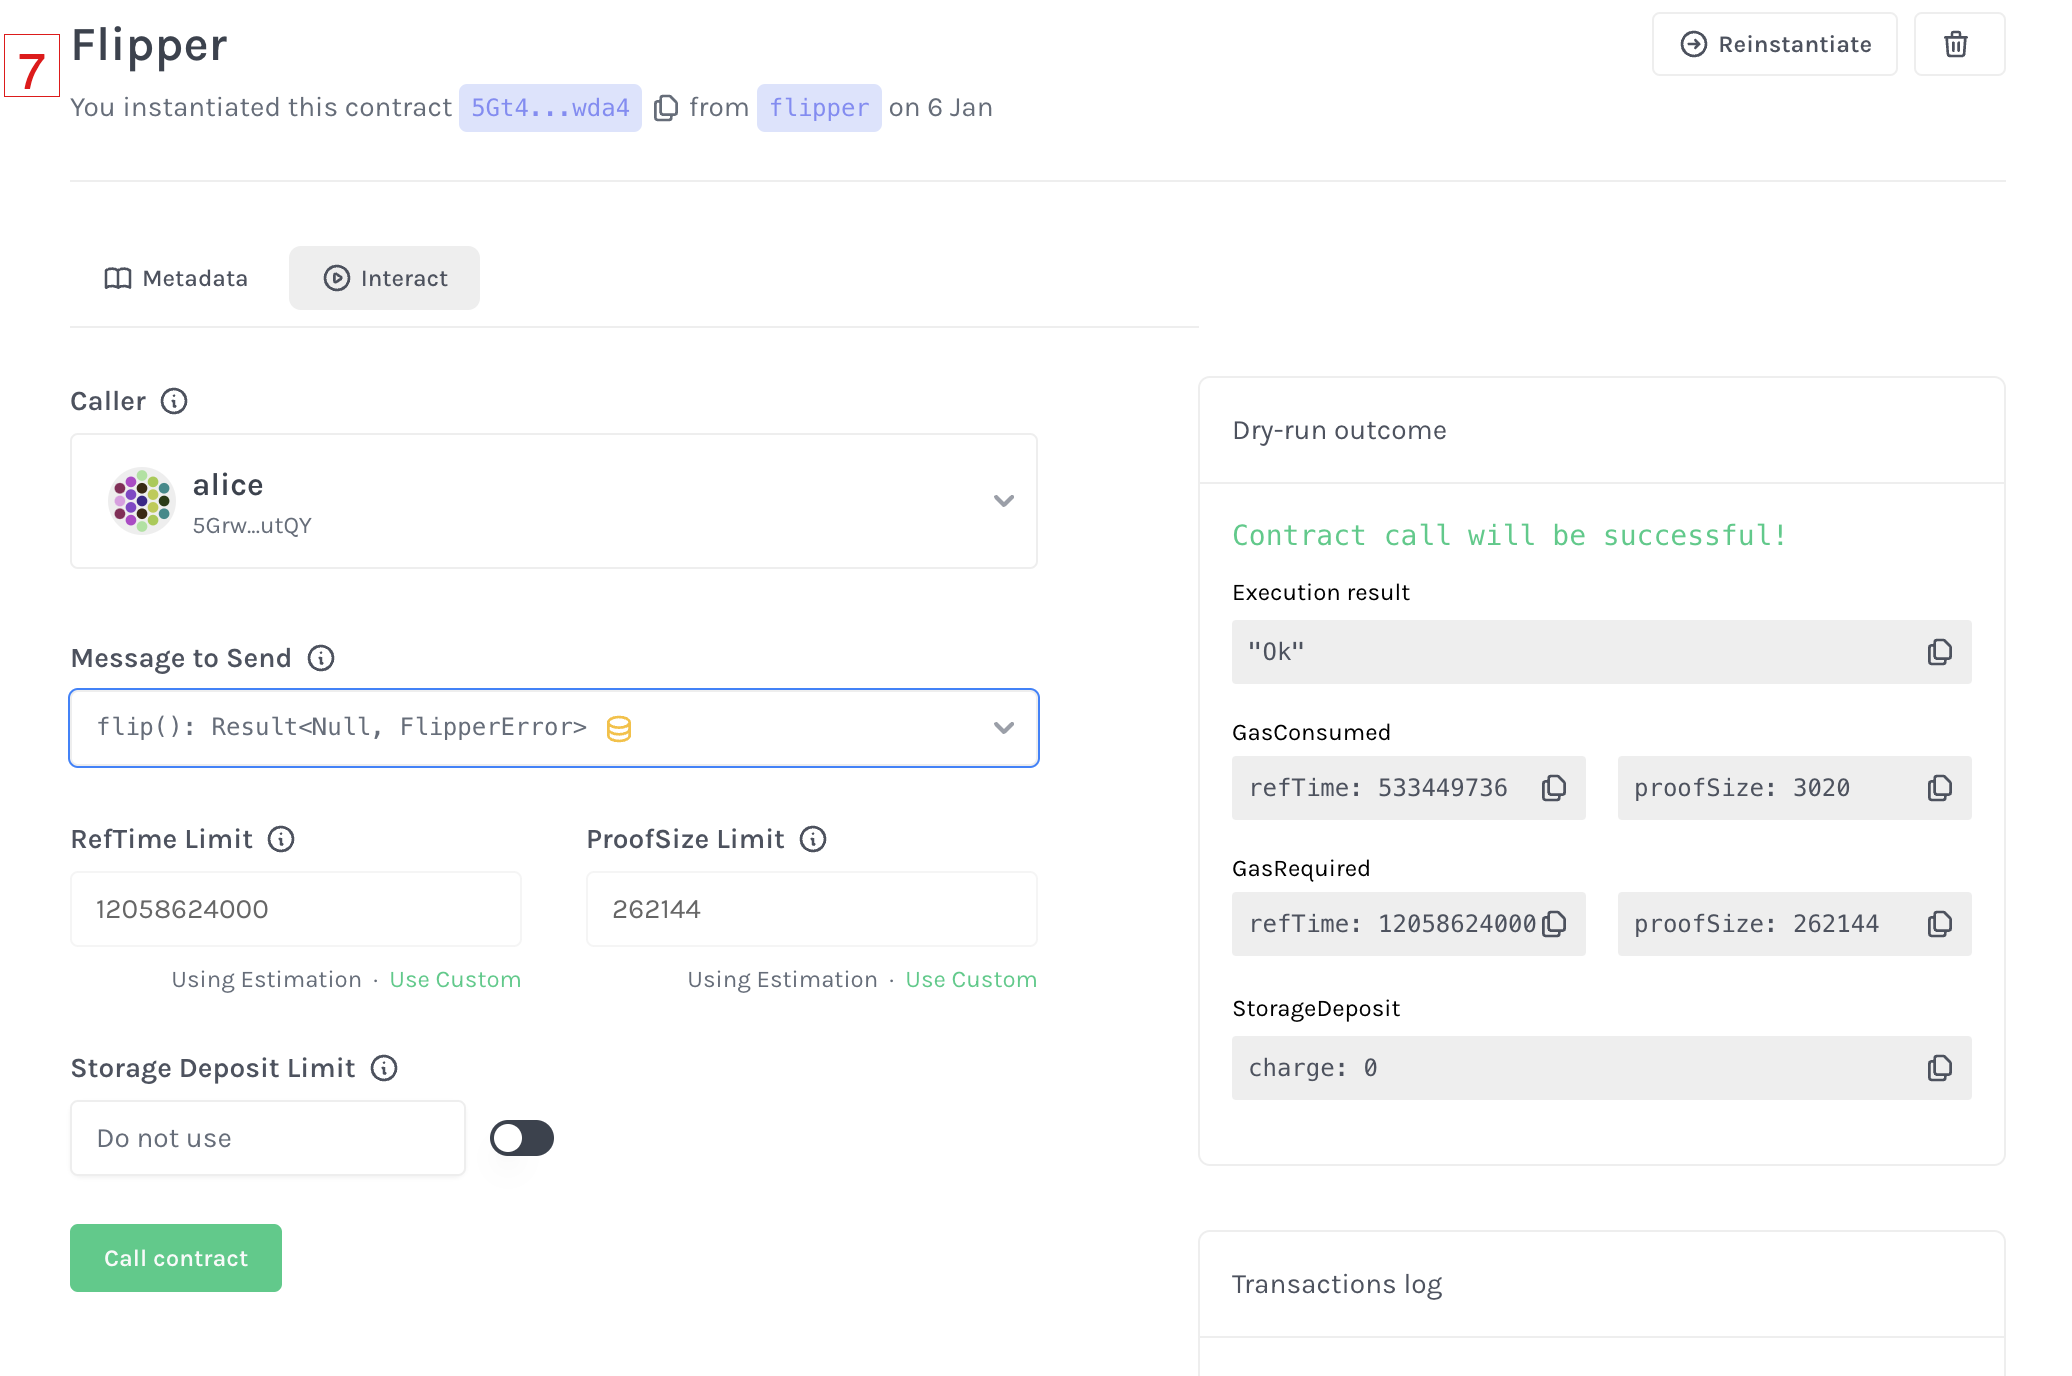 7
Flipper
Reinstantiate
You instantiated this contract 5Gt4...wda4 from flipper on 6 Jan
Metadata
Interact
Caller
alice
5Grw...utQY
Message to Send
flip(): Result<Null, FlipperError>
RefTime Limit
ProofSize Limit
12058624000
262144
Using Estimation · Use Custom
Using Estimation · Use Custom
Storage Deposit Limit
Do not use
Call contract
Dry-run outcome
Contract call will be successful!
Execution result
"Ok"
GasConsumed
refTime: 533449736
proofSize: 3020
GasRequired
refTime: 12058624000
proofSize: 262144
StorageDeposit
charge: 0
Transactions log